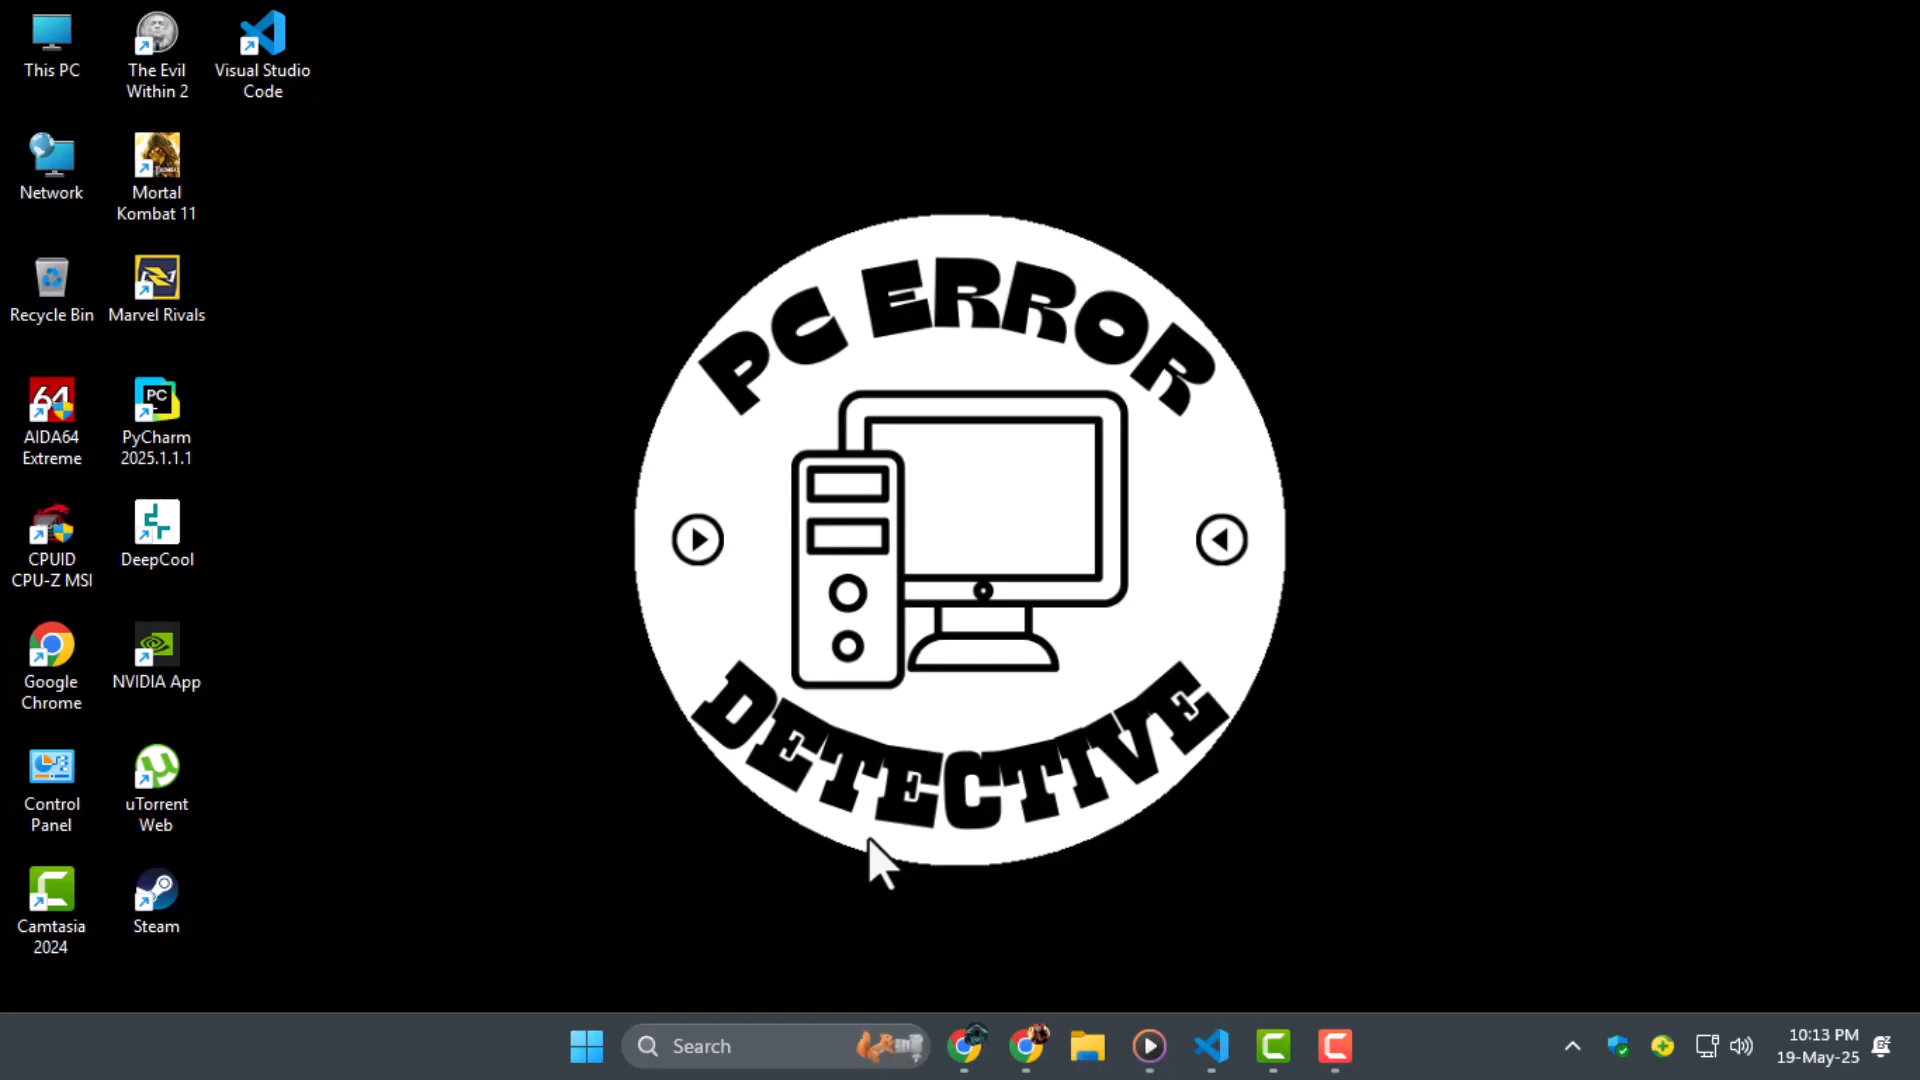 This PC
The Evil
Within 2
Visual Studio
Code
Network
Mortal
Kombat 11
Recycle Bin
Marvel Rivals
64
AIDA64
Extreme
PC
PyCharm
2025.1.1.1
CPUID
CPU-Z MSI
DeepCool
Google
Chrome
NVIDIA App
Control
Panel
uTorrent
Web
Camtasia
2024
Steam
PC ERROR
DETECTIVE
Search
10:13 PM
19-May-25